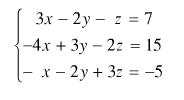 3x − 2y − z = 7
−4x + 3y − 2z = 15
− x − 2y + 3z = −5